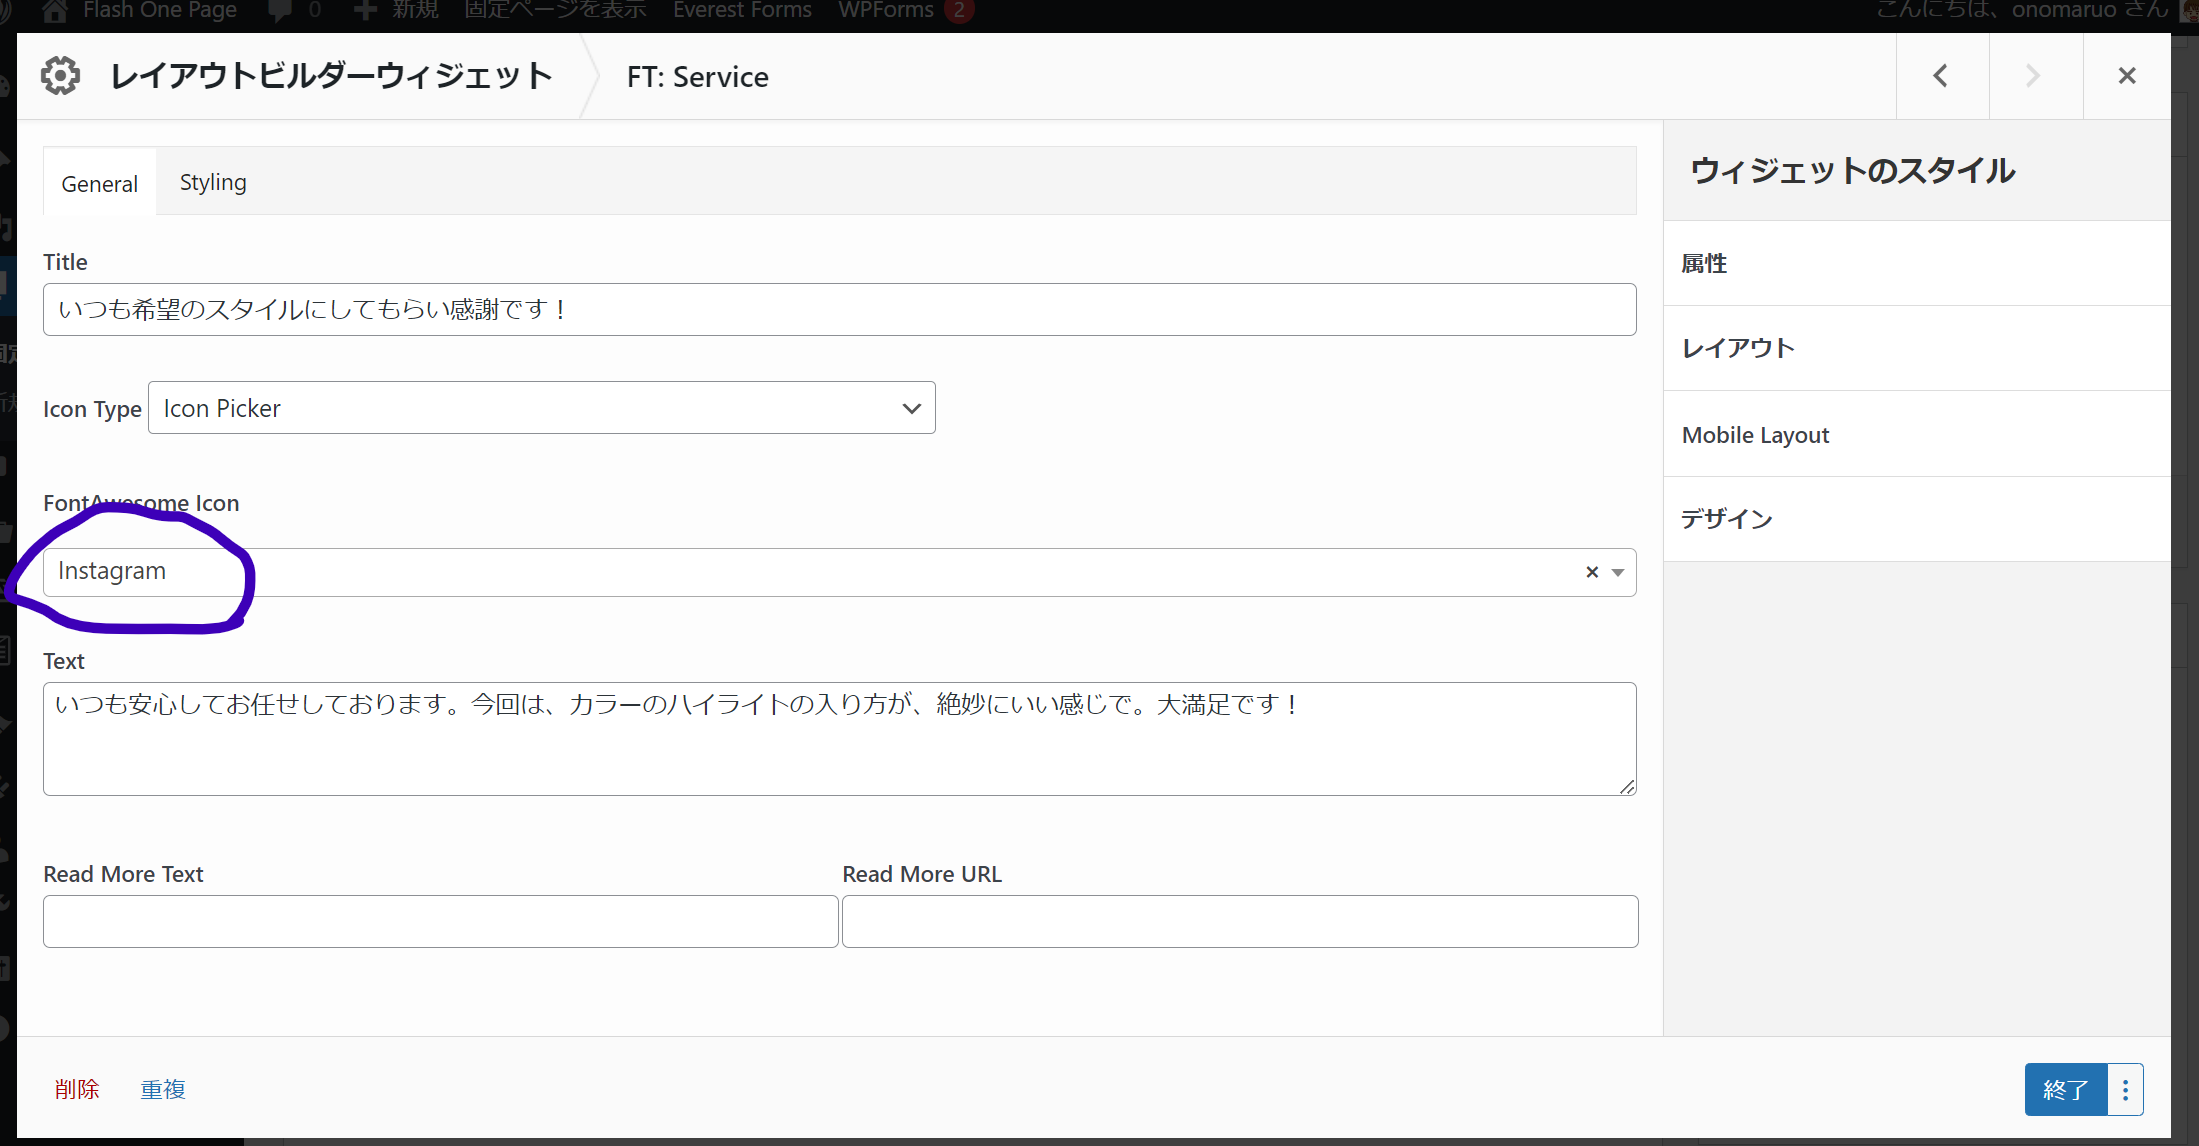 Flash One Page 0 新規 固定ページを表示 Everest Forms WPForms 2 こんにちは、onomaruo さん
レイアウトビルダーウィジェット FT: Service
General Styling
Title
いつも希望のスタイルにしてもらい感謝です！
Icon Type Icon Picker
FontAwesome Icon
Instagram
Text
いつも安心してお任せしております。今回は、カラーのハイライトの入り方が、絶妙にいい感じで。大満足です！
Read More Text Read More URL
ウィジェットのスタイル
属性
レイアウト
Mobile Layout
デザイン
削除 重複 終了